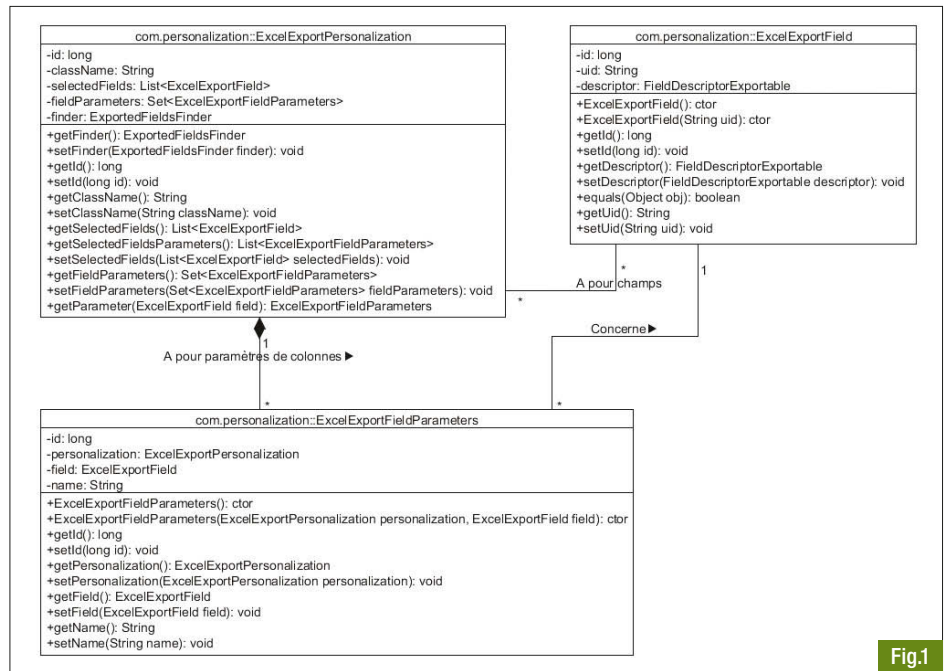 com.personalization::ExcelExportPersonalization
-id: long
-className: String
-selectedFields: List<ExcelExportField>
-fieldParameters: Set<ExcelExportFieldParameters>
-finder: ExportedFieldsFinder
+getFinder(): ExportedFieldsFinder
+setFinder(ExportedFieldsFinder finder): void
+getId(): long
+setId(long id): void
+getClassName(): String
+setClassName(String className): void
+getSelectedFields(): List<ExcelExportField>
+getSelectedFieldsParameters(): List<ExcelExportFieldParameters>
+setSelectedFields(List<ExcelExportField> selectedFields): void
+getFieldParameters(): Set<ExcelExportFieldParameters>
+setFieldParameters(Set<ExcelExportFieldParameters> fieldParameters): void
+getParameter(ExcelExportField field): ExcelExportFieldParameters
com.personalization::ExcelExportField
-id: long
-uid: String
-descriptor: FieldDescriptorExportable
+ExcelExportField(): ctor
+ExcelExportField(String uid): ctor
+getId(): long
+setId(long id): void
+getDescriptor(): FieldDescriptorExportable
+setDescriptor(FieldDescriptorExportable descriptor): void
+equals(Object obj): boolean
+getUid(): String
+setUid(String uid): void
*
1
A pour champs
*
Concerne ▶
1
A pour paramètres de colonnes ▶
*
*
com.personalization::ExcelExportFieldParameters
-id: long
-personalization: ExcelExportPersonalization
-field: ExcelExportField
-name: String
+ExcelExportFieldParameters(): ctor
+ExcelExportFieldParameters(ExcelExportPersonalization personalization, ExcelExportField field): ctor
+getId(): long
+setId(long id): void
+getPersonalization(): ExcelExportPersonalization
+setPersonalization(ExcelExportPersonalization personalization): void
+getField(): ExcelExportField
+setField(ExcelExportField field): void
+getName(): String
+setName(String name): void
Fig.1